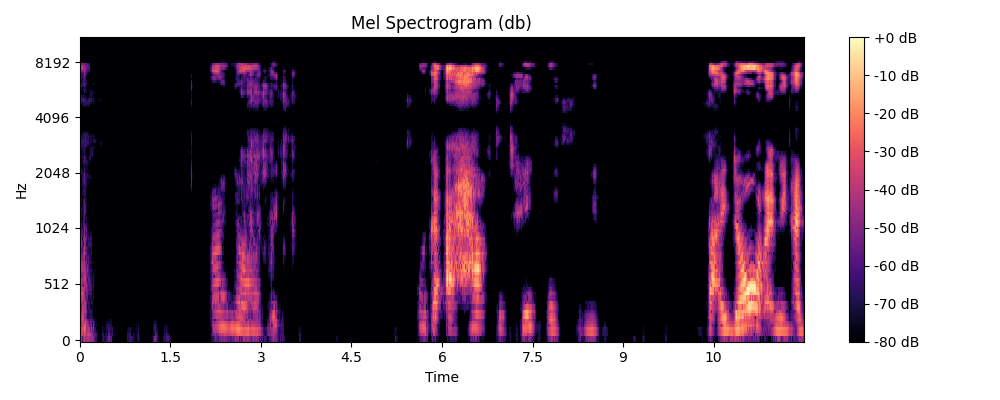 Mel Spectrogram (db)
+0 dB
8192
-10 dB
4096
-20 dB
-30 dB
2048
Hz
-40 dB
1024
-50 dB
-60 dB
512
-70 dB
0
-80 dB
0 1.5 3 4.5 6 7.5 9 10
Time